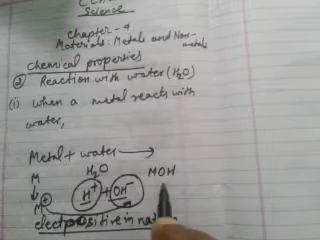 Science
Chapter - 4
Materials: Metals and Non-
metals
Chemical properties
② Reaction with water (H₂O)
(i) when a metal reacts with
water,
Metal + water ⟶
H₂O
MOH
M
↓
M⊕
H⁺ + OH⁻
electropositive in nature